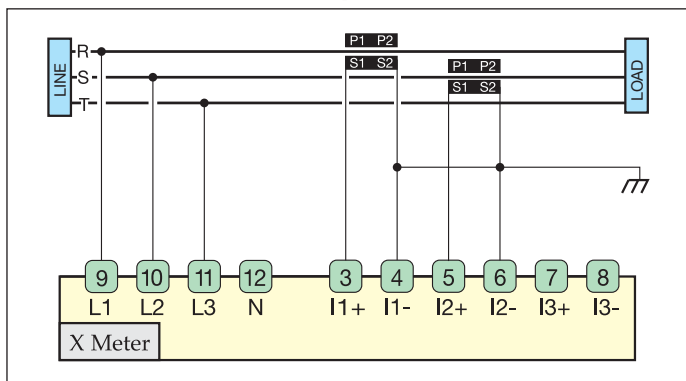 LINE
R
S
T
P1 P2
S1 S2
P1 P2
S1 S2
LOAD
9 10 11 12 3 4 5 6 7 8
L1 L2 L3 N I1+ I1- I2+ I2- I3+ I3-
X Meter